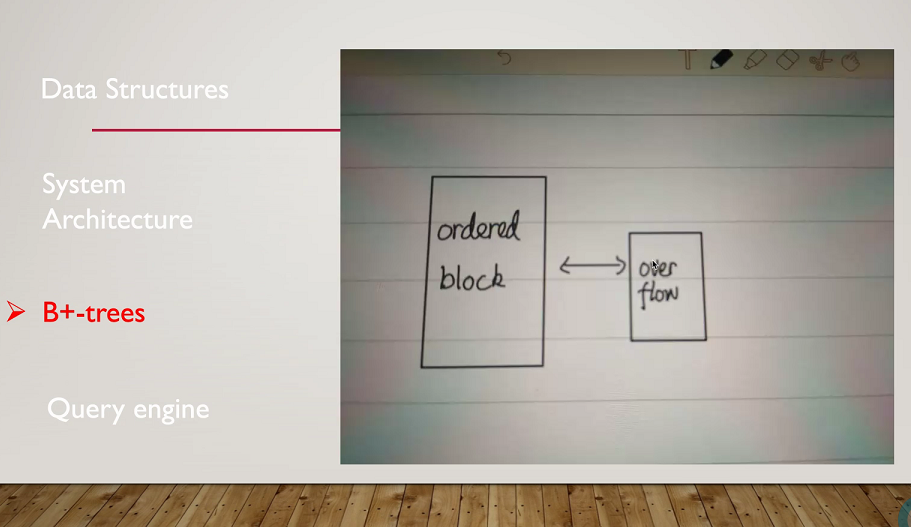 Data Structures
System
Architecture
B+-trees
Query engine
ordered
block
over
flow